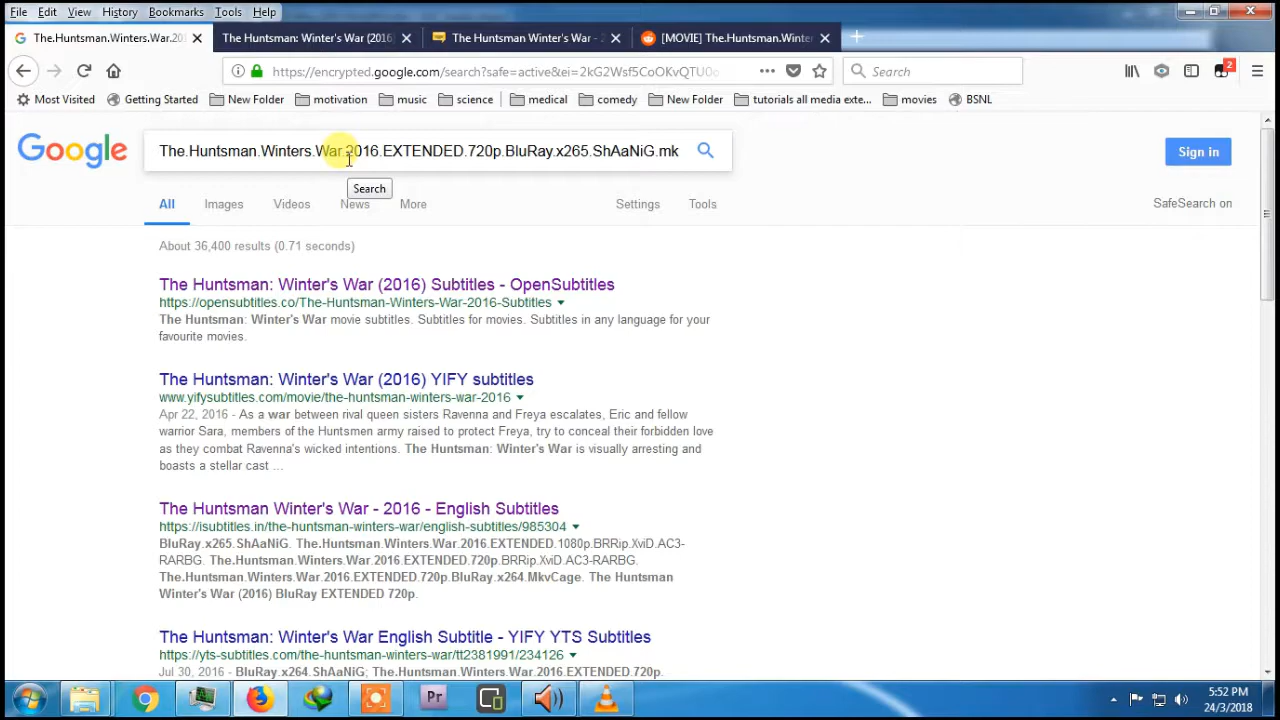 File Edit View History Bookmarks Tools Help
The.Huntsman.Winters.War.201 The Huntsman: Winter's War (2016) The Huntsman Winter's War - 2 [MOVIE] The.Huntsman.Winter
https://encrypted.google.com/search?safe=active&ei=2kG2Wsf5CoOKvQTU0 Search 2
Most Visited Getting Started New Folder motivation music science medical comedy New Folder tutorials all media exte... movies BSNL
Google The.Huntsman.Winters.War.2016.EXTENDED.720p.BluRay.x265.ShAaNiG.mk Sign in
Search
All Images Videos News More Settings Tools SafeSearch on
About 36,400 results (0.71 seconds)
The Huntsman: Winter's War (2016) Subtitles - OpenSubtitles
https://opensubtitles.co/The-Huntsman-Winters-War-2016-Subtitles
The Huntsman: Winter's War movie subtitles. Subtitles for movies. Subtitles in any language for your
favourite movies.
The Huntsman: Winter's War (2016) YIFY subtitles
www.yifysubtitles.com/movie/the-huntsman-winters-war-2016
Apr 22, 2016 - As a war between rival queen sisters Ravenna and Freya escalates, Eric and fellow
warrior Sara, members of the Huntsmen army raised to protect Freya, try to conceal their forbidden love
as they combat Ravenna's wicked intentions. The Huntsman: Winter's War is visually arresting and
boasts a stellar cast ...
The Huntsman Winter's War - 2016 - English Subtitles
https://isubtitles.in/the-huntsman-winters-war/english-subtitles/985304
BluRay.x265.ShAaNiG. The.Huntsman.Winters.War.2016.EXTENDED.1080p.BRRip.XviD.AC3-
RARBG. The.Huntsman.Winters.War.2016.EXTENDED.720p.BRRip.XviD.AC3-RARBG.
The.Huntsman.Winters.War.2016.EXTENDED.720p.BluRay.x264.MkvCage. The Huntsman
Winter's War (2016) BluRay EXTENDED 720p.
The Huntsman: Winter's War English Subtitle - YIFY YTS Subtitles
https://yts-subtitles.com/the-huntsman-winters-war/tt2381991/234126
Jul 30, 2016 - BluRay.x264.ShAaNiG; The.Huntsman.Winters.War.2016.EXTENDED.720p.
Pr 5:52 PM
24/3/2018